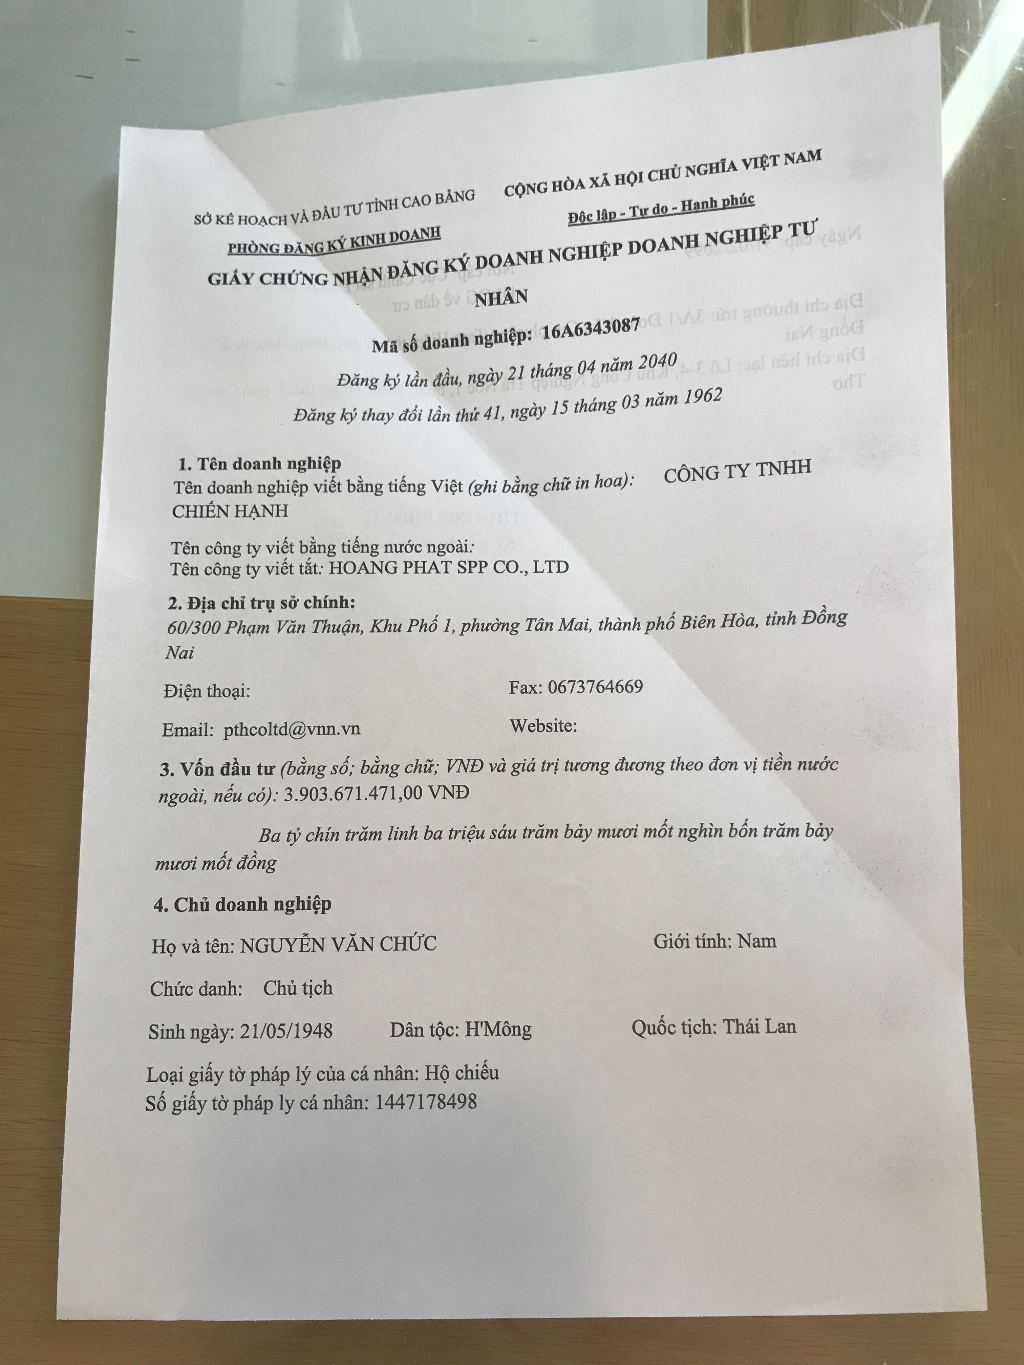 SỞ KẾ HOẠCH VÀ ĐẦU TƯ TỈNH CAO BẰNG
PHÒNG ĐĂNG KÝ KINH DOANH
CỘNG HÒA XÃ HỘI CHỦ NGHĨA VIỆT NAM
Độc lập - Tự do - Hạnh phúc
GIẤY CHỨNG NHẬN ĐĂNG KÝ DOANH NGHIỆP DOANH NGHIỆP TƯ
NHÂN
Mã số doanh nghiệp: 16A6343087
Đăng ký lần đầu, ngày 21 tháng 04 năm 2040
Đăng ký thay đổi lần thứ 41, ngày 15 tháng 03 năm 1962
1. Tên doanh nghiệp
Tên doanh nghiệp viết bằng tiếng Việt (ghi bằng chữ in hoa): CÔNG TY TNHH
CHIẾN HẠNH
Tên công ty viết bằng tiếng nước ngoài:
Tên công ty viết tắt: HOANG PHAT SPP CO., LTD
2. Địa chỉ trụ sở chính:
60/300 Phạm Văn Thuận, Khu Phố 1, phường Tân Mai, thành phố Biên Hòa, tỉnh Đồng
Nai
Điện thoại: Fax: 0673764669
Email: pthcoltd@vnn.vn Website:
3. Vốn đầu tư (bằng số; bằng chữ; VNĐ và giá trị tương đương theo đơn vị tiền nước
ngoài, nếu có): 3.903.671.471,00 VNĐ
Ba tỷ chín trăm linh ba triệu sáu trăm bảy mươi mốt nghìn bốn trăm bảy
mươi mốt đồng
4. Chủ doanh nghiệp
Họ và tên: NGUYỄN VĂN CHỨC Giới tính: Nam
Chức danh: Chủ tịch
Sinh ngày: 21/05/1948 Dân tộc: H'Mông Quốc tịch: Thái Lan
Loại giấy tờ pháp lý của cá nhân: Hộ chiếu
Số giấy tờ pháp ly cá nhân: 1447178498